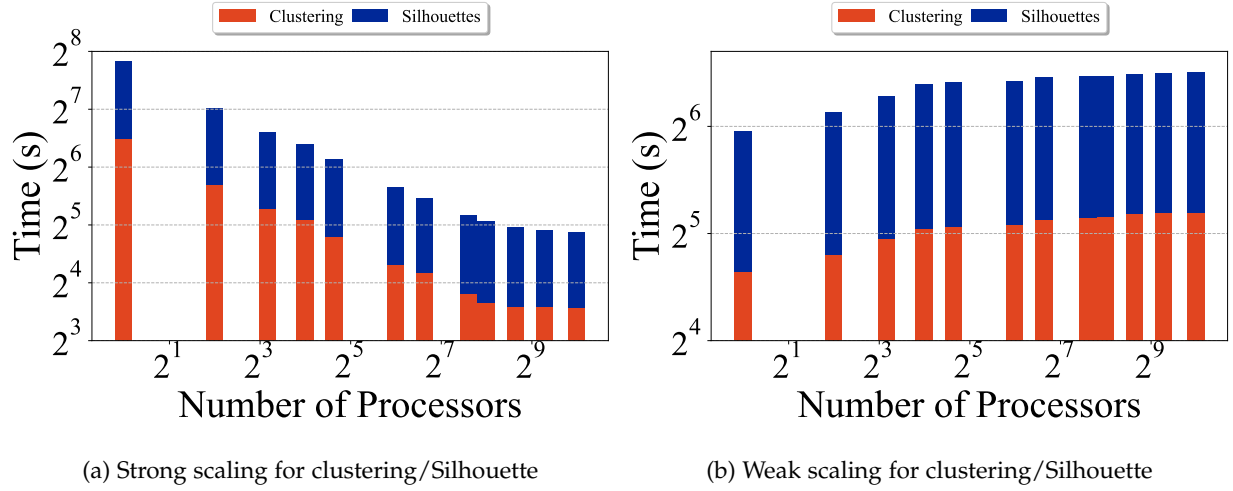 Clustering Silhouettes
2^8
2^7
2^6
2^5
2^4
2^3
Time (s)
2^1 2^3 2^5 2^7 2^9
Number of Processors
(a) Strong scaling for clustering/Silhouette
Clustering Silhouettes
2^6
2^5
2^4
Time (s)
2^1 2^3 2^5 2^7 2^9
Number of Processors
(b) Weak scaling for clustering/Silhouette